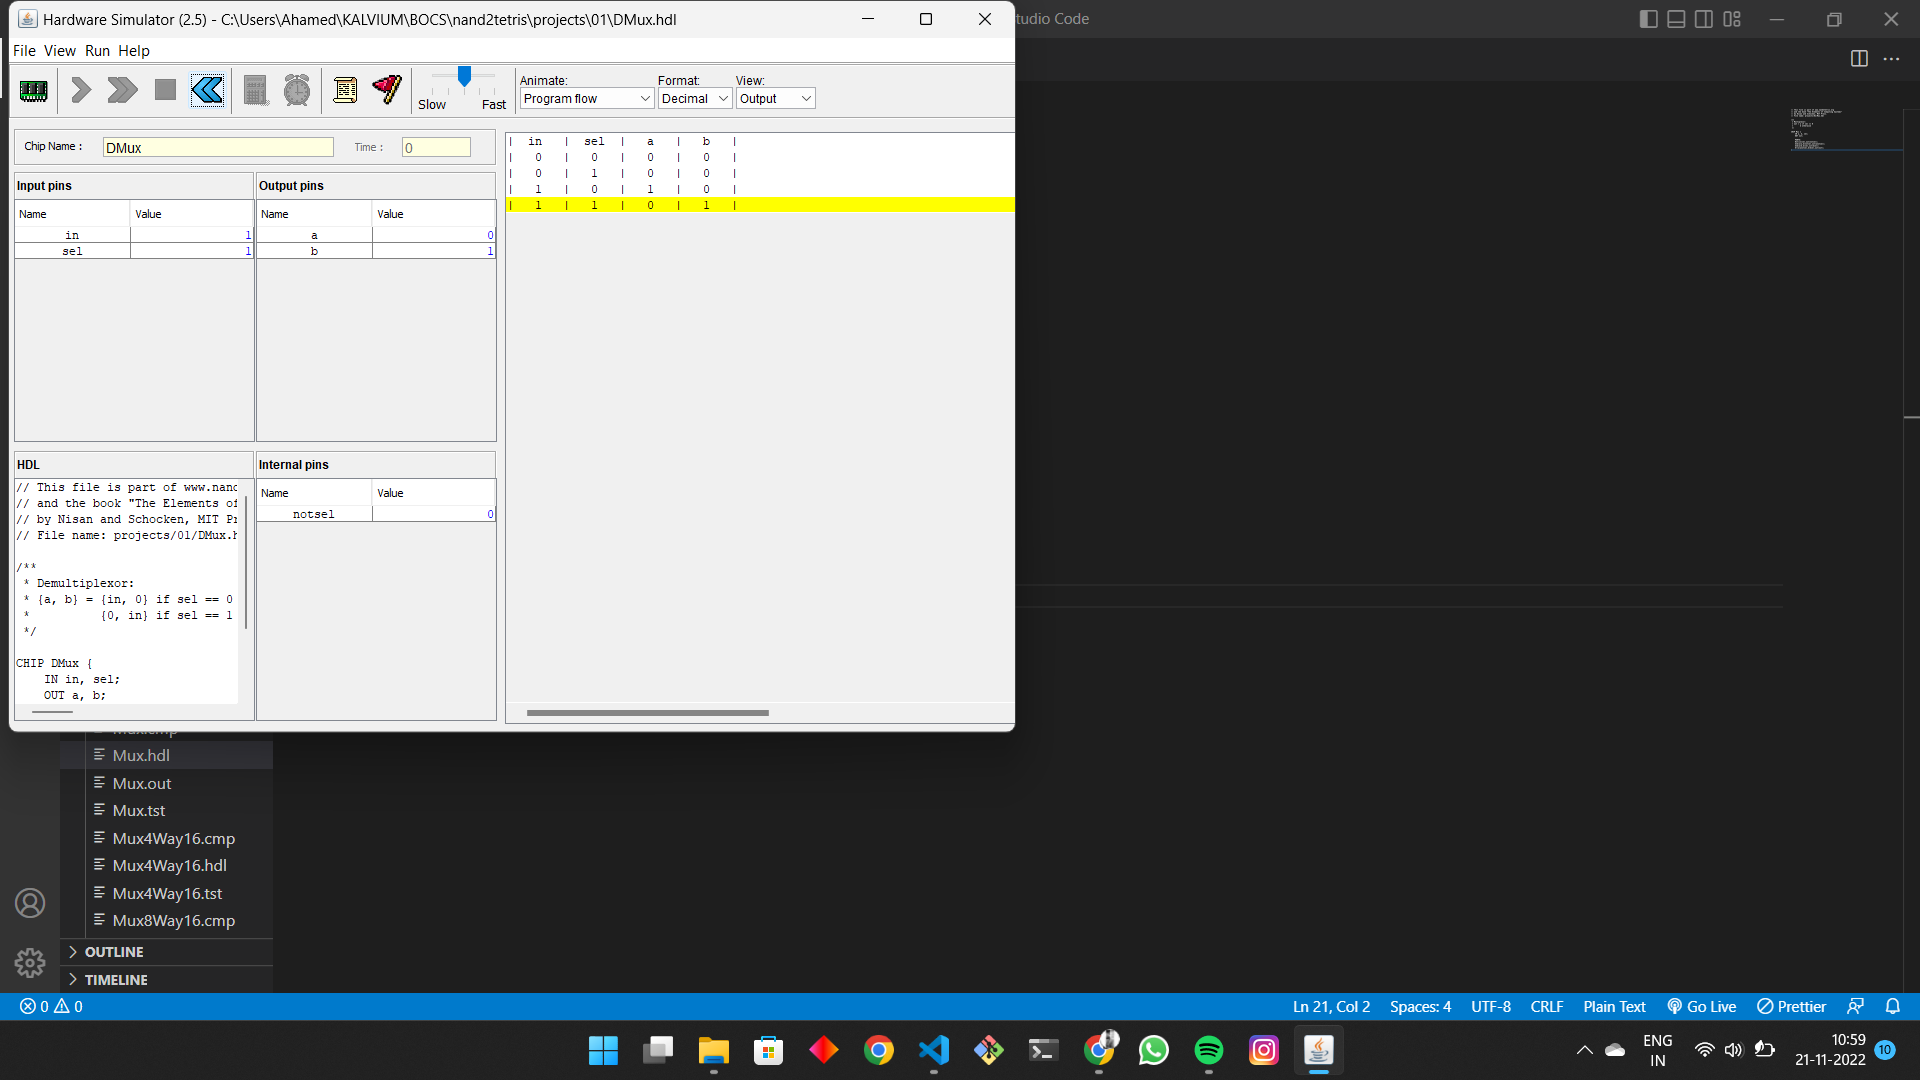 Hardware Simulator (2.5) - C:\Users\Ahamed\KALVIUM\BOCS\nand2tetris\projects\01\DMux.hdl
tudio Code
File View Run Help
Slow Fast
Animate: Format: View:
Program flow Decimal Output
Chip Name : DMux Time : 0
Input pins Output pins
Name Value Name Value
in 1 a 0
sel 1 b 1
| in | sel | a | b |
| 0 | 0 | 0 | 0 |
| 0 | 1 | 0 | 0 |
| 1 | 0 | 1 | 0 |
| 1 | 1 | 0 | 1 |
HDL
// This file is part of www.nand
// and the book "The Elements of
// by Nisan and Schocken, MIT Pr
// File name: projects/01/DMux.h
/**
* Demultiplexor:
* {a, b} = {in, 0} if sel == 0
* {0, in} if sel == 1
*/
CHIP DMux {
IN in, sel;
OUT a, b;
Internal pins
Name Value
notsel 0
Mux.cmp
Mux.hdl
Mux.out
Mux.tst
Mux4Way16.cmp
Mux4Way16.hdl
Mux4Way16.tst
Mux8Way16.cmp
OUTLINE
TIMELINE
0 0
Ln 21, Col 2 Spaces: 4 UTF-8 CRLF Plain Text Go Live Prettier
ENG
IN
10:59
21-11-2022
10